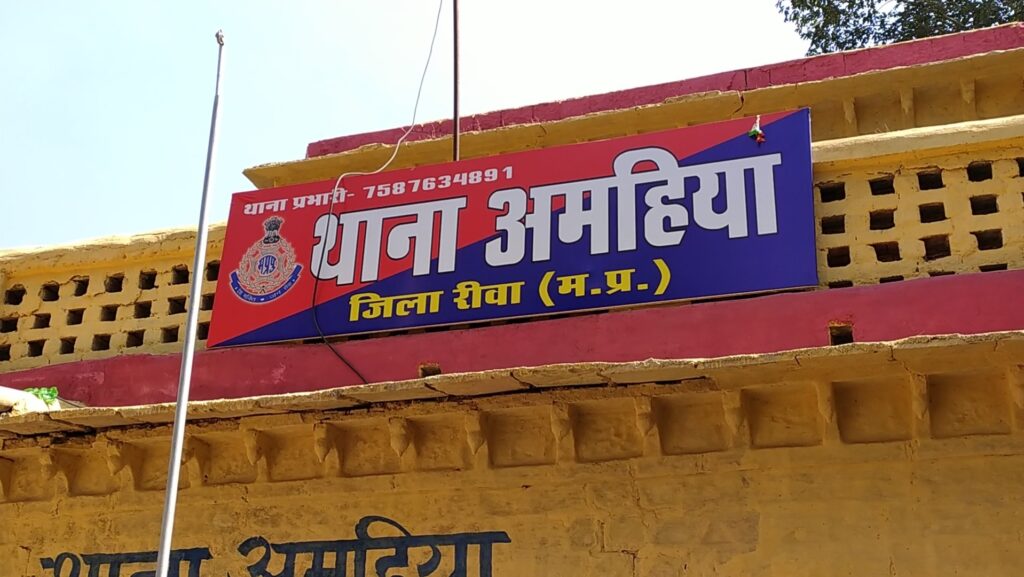 थाना प्रभारी- 7587634891
थाना अमहिया
जिला रीवा (म.प्र.)
थाना अमहिया